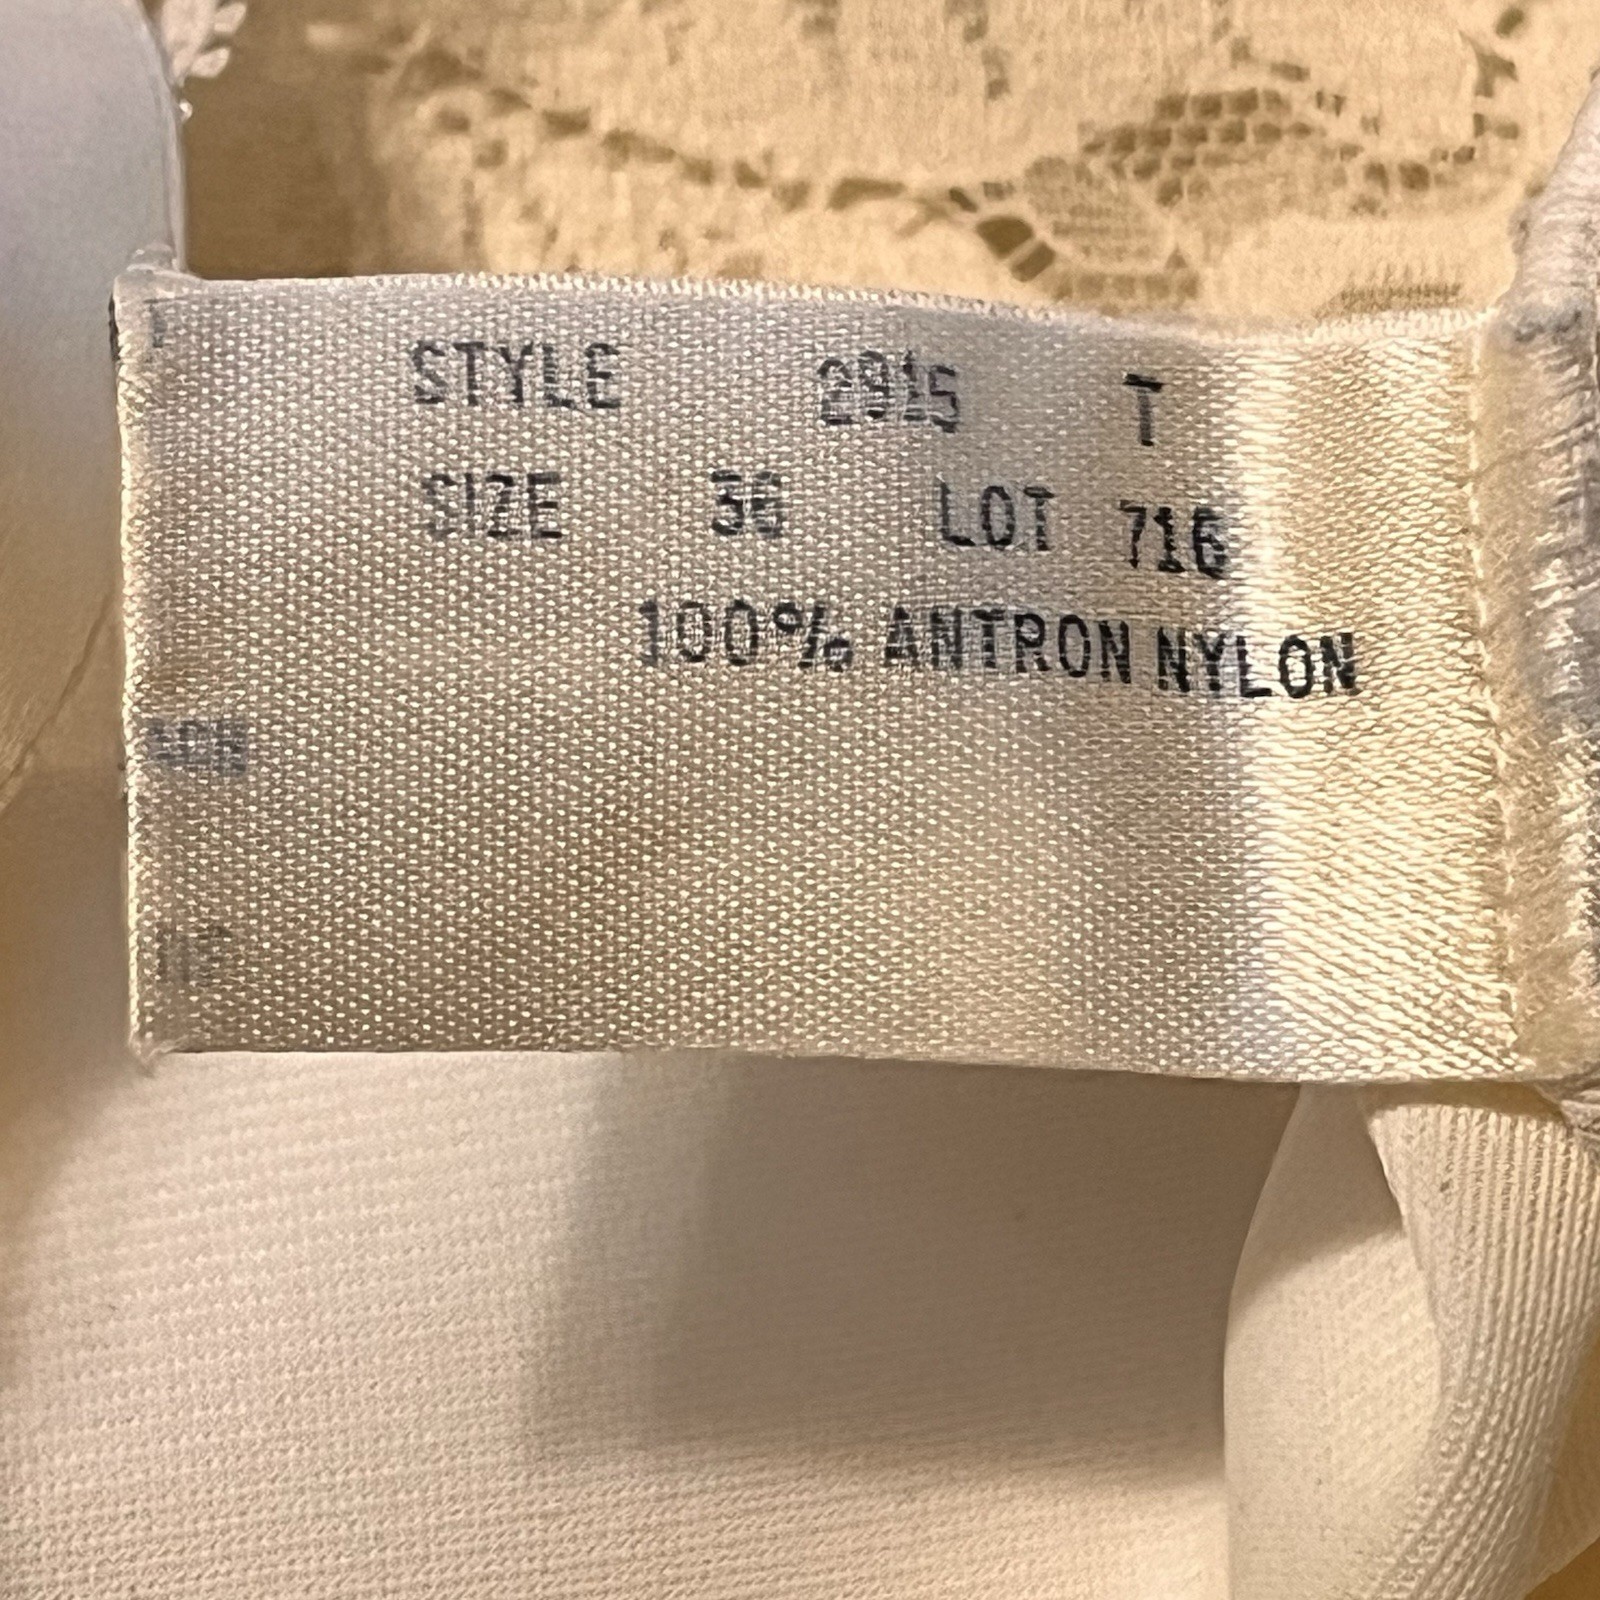 STYLE 2915 T
SIZE 36 LOT 716
100% ANTRON NYLON